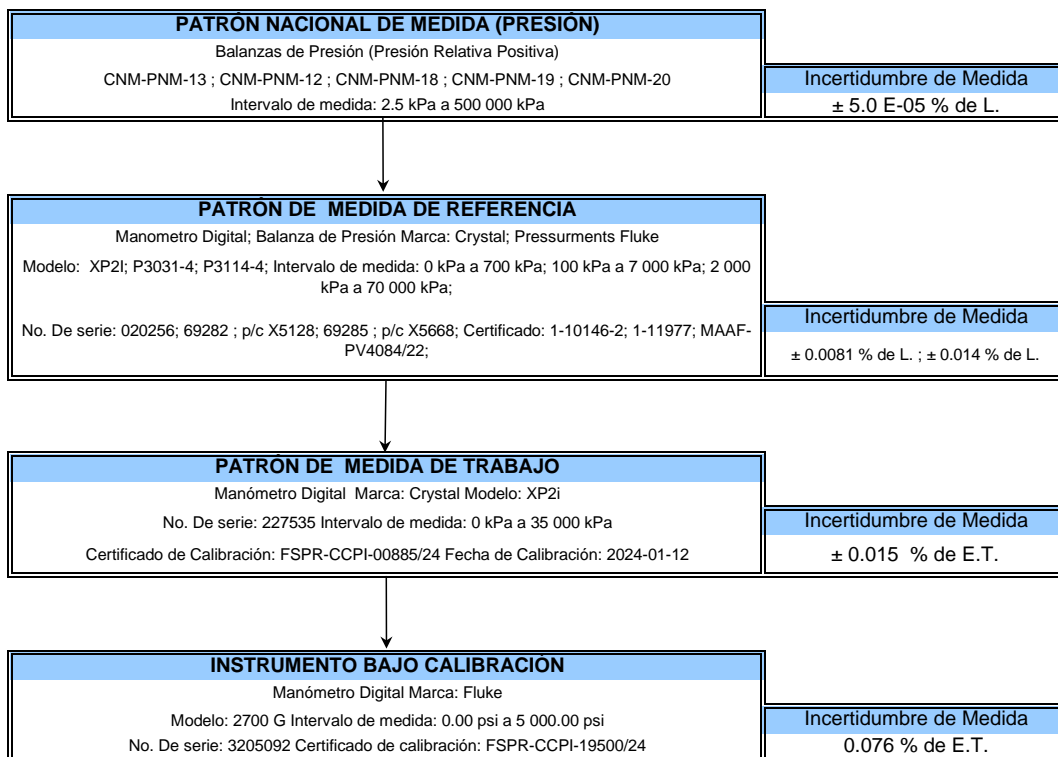 PATRÓN NACIONAL DE MEDIDA (PRESIÓN)
Balanzas de Presión (Presión Relativa Positiva)
CNM-PNM-13 ; CNM-PNM-12 ; CNM-PNM-18 ; CNM-PNM-19 ; CNM-PNM-20
Intervalo de medida: 2.5 kPa a 500 000 kPa
Incertidumbre de Medida
± 5.0 E-05 % de L.
PATRÓN DE MEDIDA DE REFERENCIA
Manometro Digital; Balanza de Presión Marca: Crystal; Pressurments Fluke
Modelo: XP2I; P3031-4; P3114-4; Intervalo de medida: 0 kPa a 700 kPa; 100 kPa a 7 000 kPa; 2 000
kPa a 70 000 kPa;
No. De serie: 020256; 69282 ; p/c X5128; 69285 ; p/c X5668; Certificado: 1-10146-2; 1-11977; MAAF-
PV4084/22;
Incertidumbre de Medida
± 0.0081 % de L. ; ± 0.014 % de L.
PATRÓN DE MEDIDA DE TRABAJO
Manómetro Digital Marca: Crystal Modelo: XP2i
No. De serie: 227535 Intervalo de medida: 0 kPa a 35 000 kPa
Certificado de Calibración: FSPR-CCPI-00885/24 Fecha de Calibración: 2024-01-12
Incertidumbre de Medida
± 0.015 % de E.T.
INSTRUMENTO BAJO CALIBRACIÓN
Manómetro Digital Marca: Fluke
Modelo: 2700 G Intervalo de medida: 0.00 psi a 5 000.00 psi
No. De serie: 3205092 Certificado de calibración: FSPR-CCPI-19500/24
Incertidumbre de Medida
0.076 % de E.T.